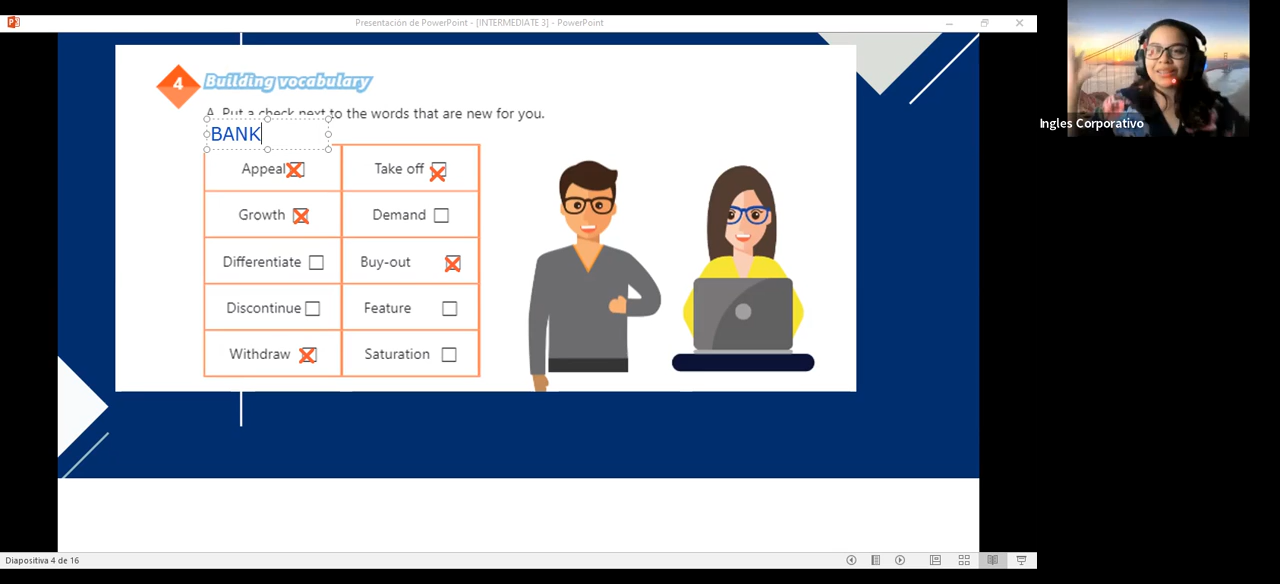 Presentación de PowerPoint - [INTERMEDIATE 3] - PowerPoint
4 Building vocabulary
A. Put a check next to the words that are new for you.
BANK
Appeal Take off
Growth Demand
Differentiate Buy-out
Discontinue Feature
Withdraw Saturation
Ingles Corporativo
Diapositiva 4 de 16